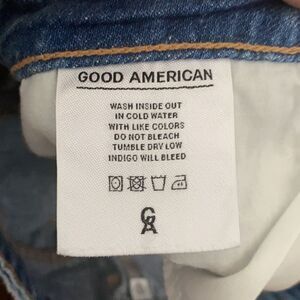 GOOD AMERICAN
WASH INSIDE OUT
IN COLD WATER
WITH LIKE COLORS
DO NOT BLEACH
TUMBLE DRY LOW
INDIGO WILL BLEED
GA